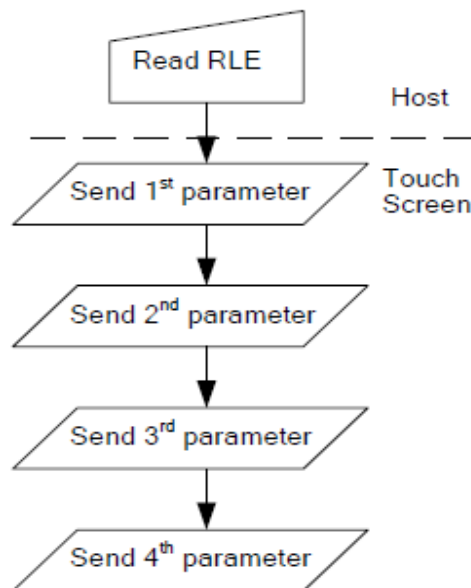 Read RLE
Host
Send 1st parameter
Touch
Screen
Send 2nd parameter
Send 3rd parameter
Send 4th parameter